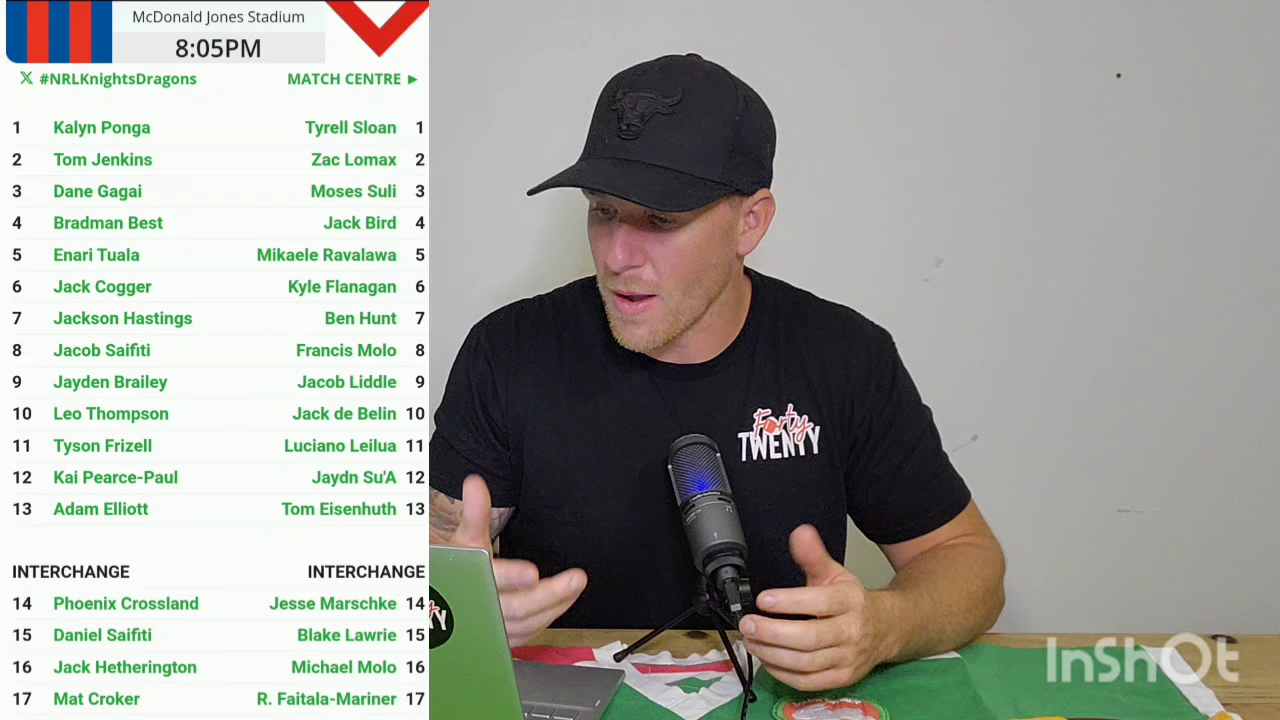 McDonald Jones Stadium
8:05PM
X #NRLKnightsDragons MATCH CENTRE ►
1 Kalyn Ponga Tyrell Sloan 1
2 Tom Jenkins Zac Lomax 2
3 Dane Gagai Moses Suli 3
4 Bradman Best Jack Bird 4
5 Enari Tuala Mikaele Ravalawa 5
6 Jack Cogger Kyle Flanagan 6
7 Jackson Hastings Ben Hunt 7
8 Jacob Saifiti Francis Molo 8
9 Jayden Brailey Jacob Liddle 9
10 Leo Thompson Jack de Belin 10
11 Tyson Frizell Luciano Leilua 11
12 Kai Pearce-Paul Jaydn Su'A 12
13 Adam Elliott Tom Eisenhuth 13
INTERCHANGE INTERCHANGE
14 Phoenix Crossland Jesse Marschke 14
15 Daniel Saifiti Blake Lawrie 15
16 Jack Hetherington Michael Molo 16
17 Mat Croker R. Faitala-Mariner 17
Forty
TWENTY
InShOt